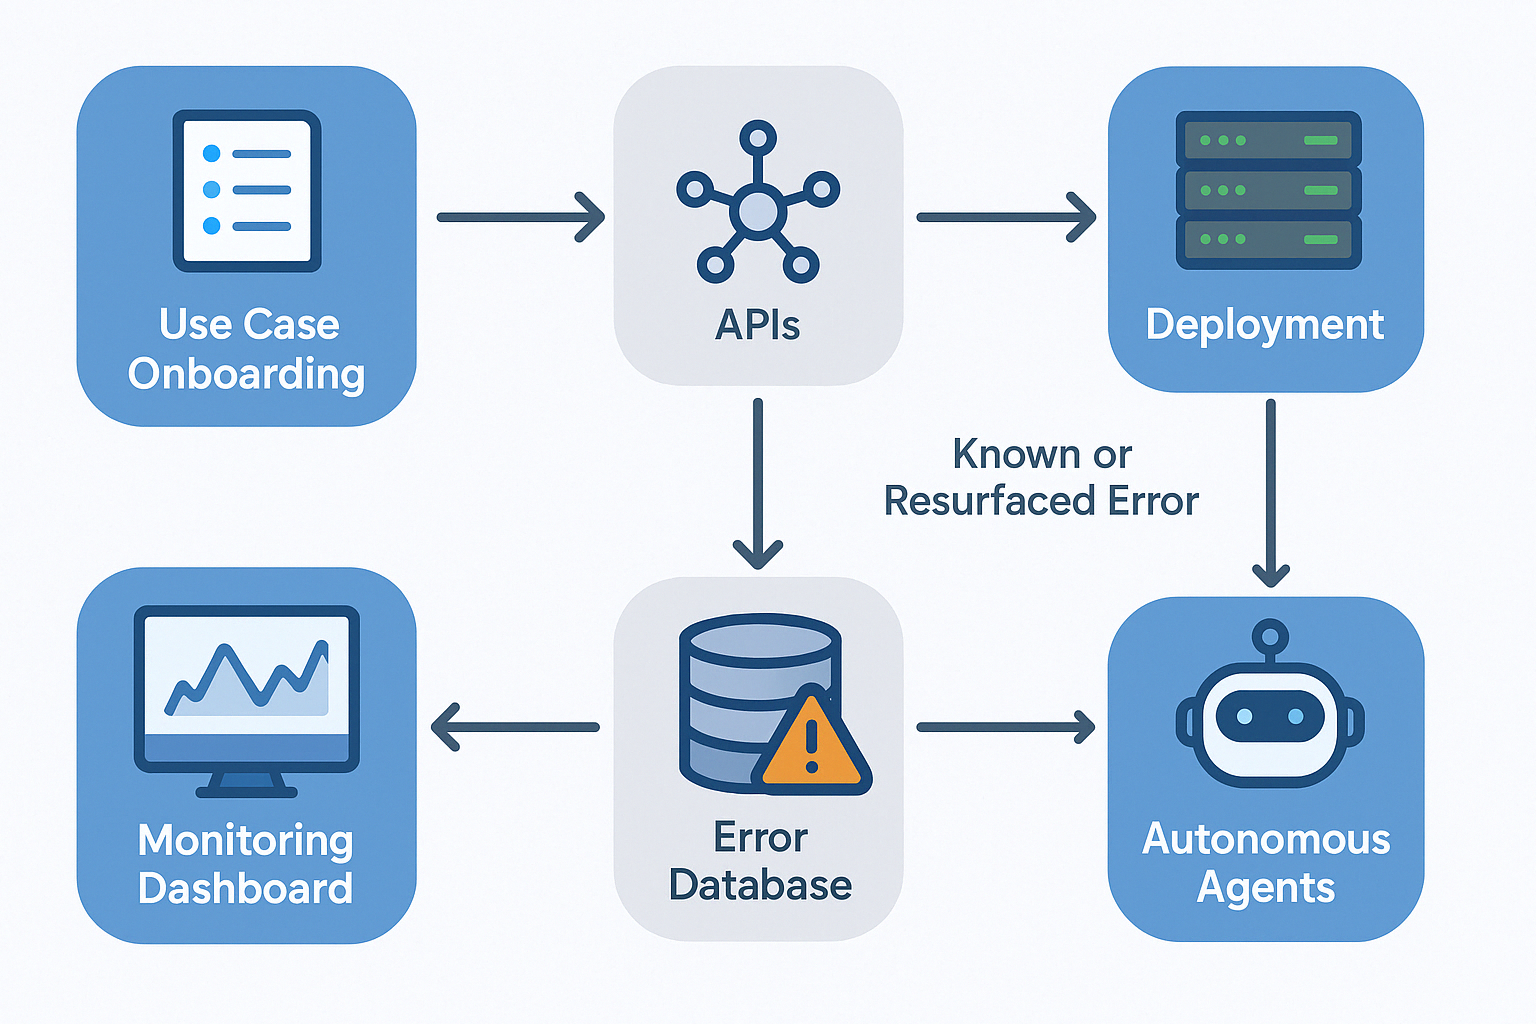 Use Case
Onboarding
APIs
Deployment
Known or
Resurfaced Error
Monitoring
Dashboard
Error
Database
Autonomous
Agents